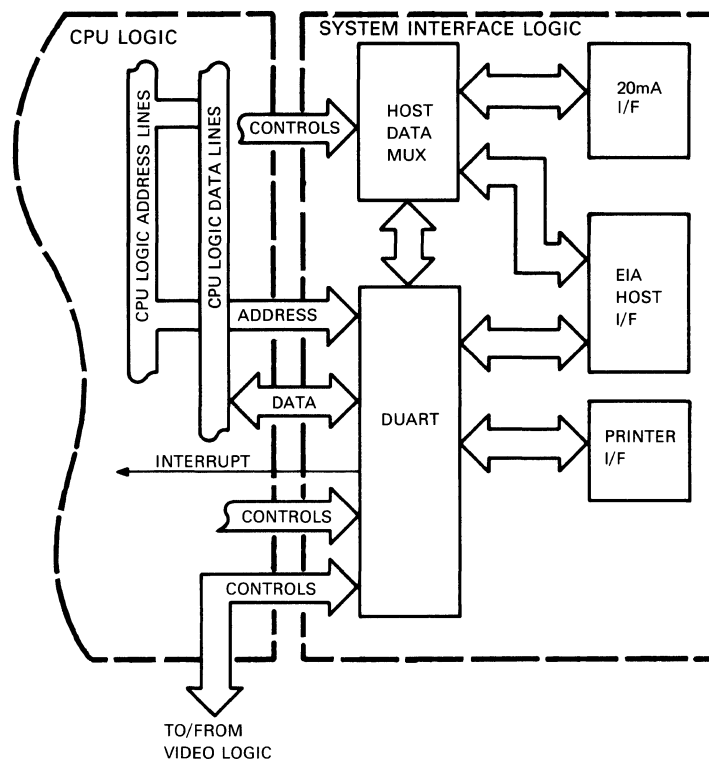 CPU LOGIC
SYSTEM INTERFACE LOGIC
CPU LOGIC ADDRESS LINES
CPU LOGIC DATA LINES
CONTROLS
HOST
DATA
MUX
20mA
I/F
EIA
HOST
I/F
ADDRESS
DATA
DUART
PRINTER
I/F
INTERRUPT
CONTROLS
CONTROLS
TO/FROM
VIDEO LOGIC